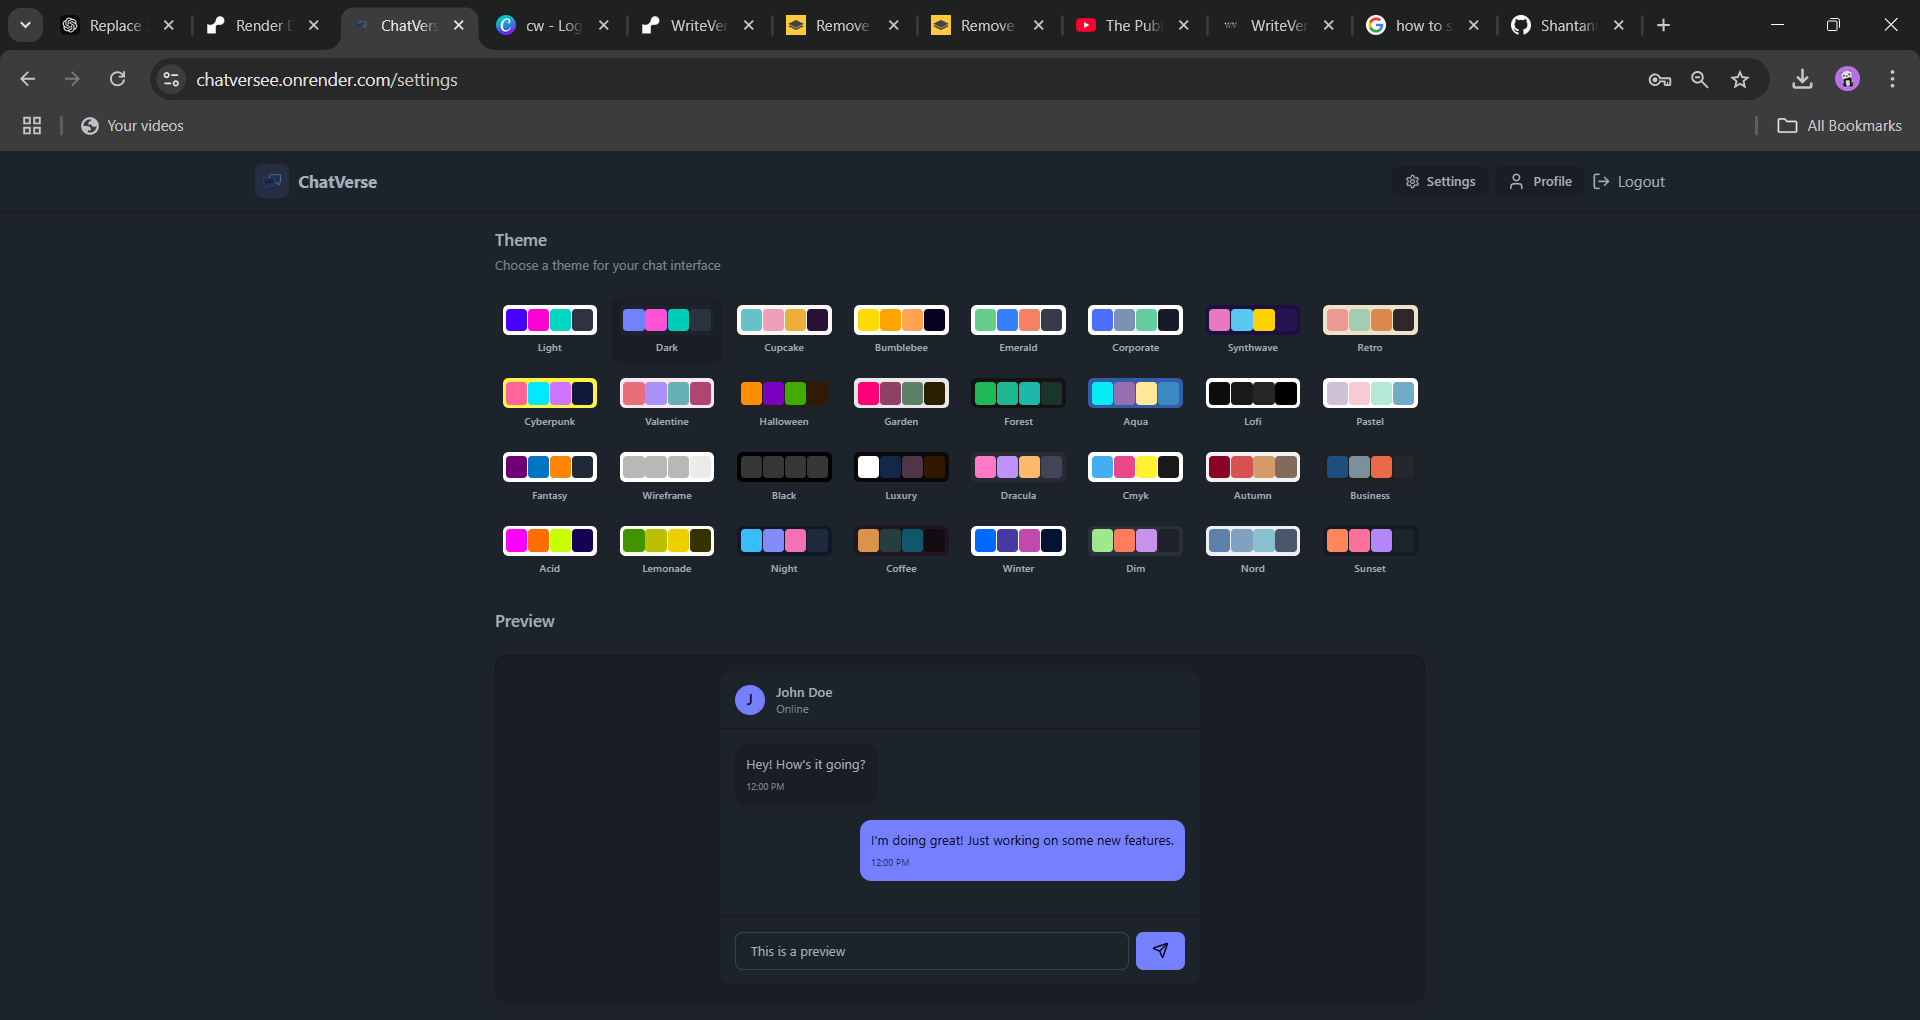 Replace
Render
ChatVers
cw - Log
WriteVer
Remove
Remove
The Pub
WriteVer
how to s
Shantan
chatversee.onrender.com/settings
Your videos
All Bookmarks
ChatVerse
Settings
Profile
Logout
Theme
Choose a theme for your chat interface
Light Dark Cupcake Bumblebee Emerald Corporate Synthwave Retro
Cyberpunk Valentine Halloween Garden Forest Aqua Lofi Pastel
Fantasy Wireframe Black Luxury Dracula Cmyk Autumn Business
Acid Lemonade Night Coffee Winter Dim Nord Sunset
Preview
J
John Doe
Online
Hey! How's it going?
12:00 PM
I'm doing great! Just working on some new features.
12:00 PM
This is a preview